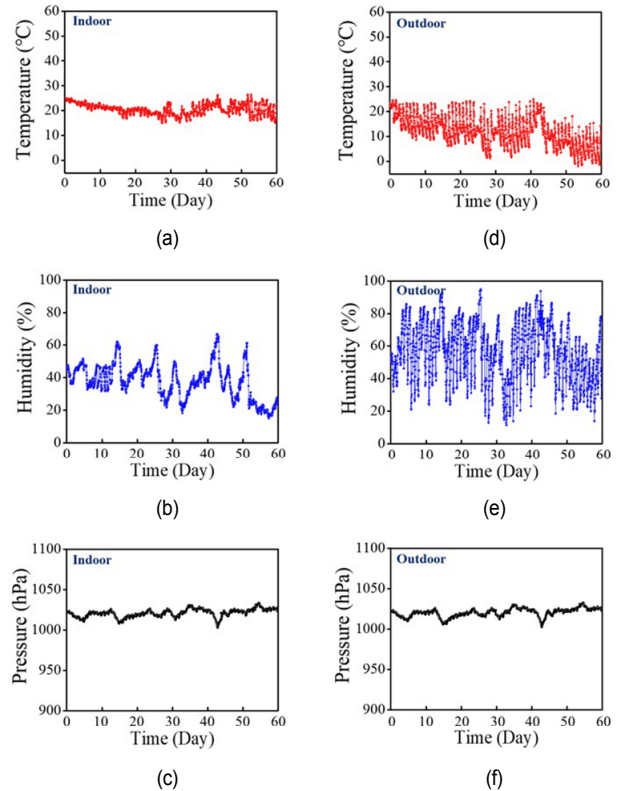 Indoor
Temperature (℃)
60
50
40
30
20
10
0
0 10 20 30 40 50 60
Time (Day)
(a)
Outdoor
Temperature (℃)
60
50
40
30
20
10
0
0 10 20 30 40 50 60
Time (Day)
(d)
Indoor
Humidity (%)
100
80
60
40
20
0
0 10 20 30 40 50 60
Time (Day)
(b)
Outdoor
Humidity (%)
100
80
60
40
20
0
0 10 20 30 40 50 60
Time (Day)
(e)
Indoor
Pressure (hPa)
1100
1050
1000
950
900
0 10 20 30 40 50 60
Time (Day)
(c)
Outdoor
Pressure (hPa)
1100
1050
1000
950
900
0 10 20 30 40 50 60
Time (Day)
(f)